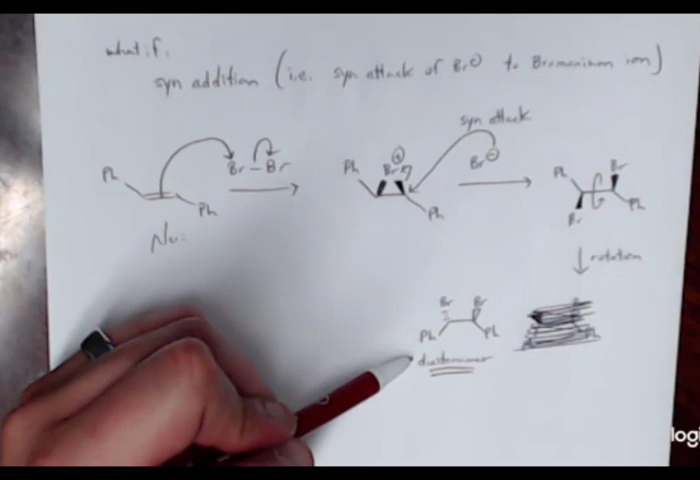 what if:
syn addition (i.e. syn attack of Br⊖ to Bromonium ion)
syn attack
Ph Br – Br Ph ⊕ Br Br⊖ Ph Br
Ph Ph Br Ph
Nu:
rotation
Br Br
Ph Ph
diastereomer
logi